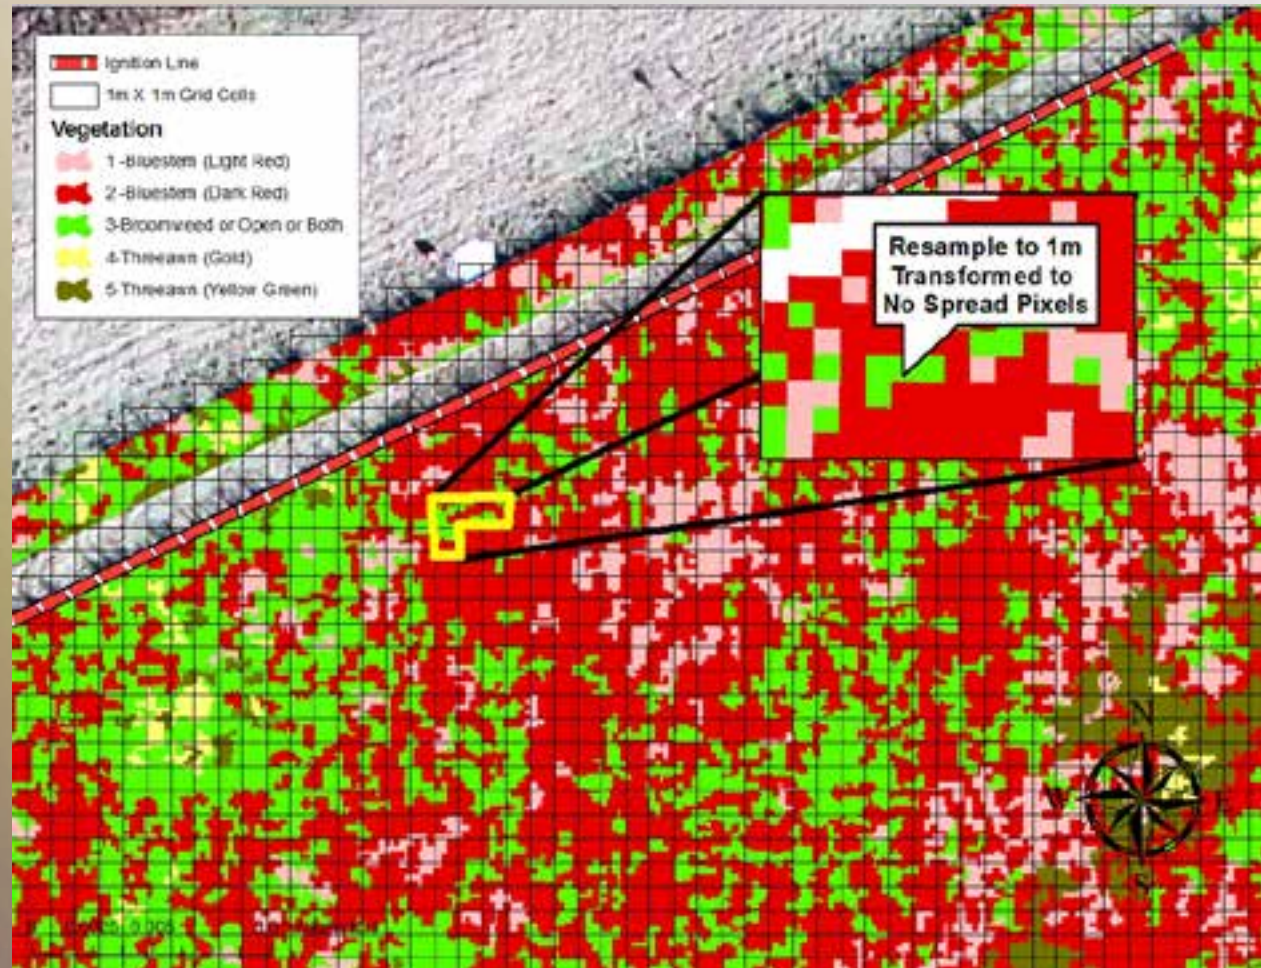 Ignition Line
1m X 1m Grid Cells
Vegetation
1 -Bluestem (Light Red)
2 -Bluestem (Dark Red)
3-Broomweed or Open or Both
4-Threeawn (Gold)
5-Threeawn (Yellow Green)
Resample to 1m
Transformed to
No Spread Pixels
N
W
E
S